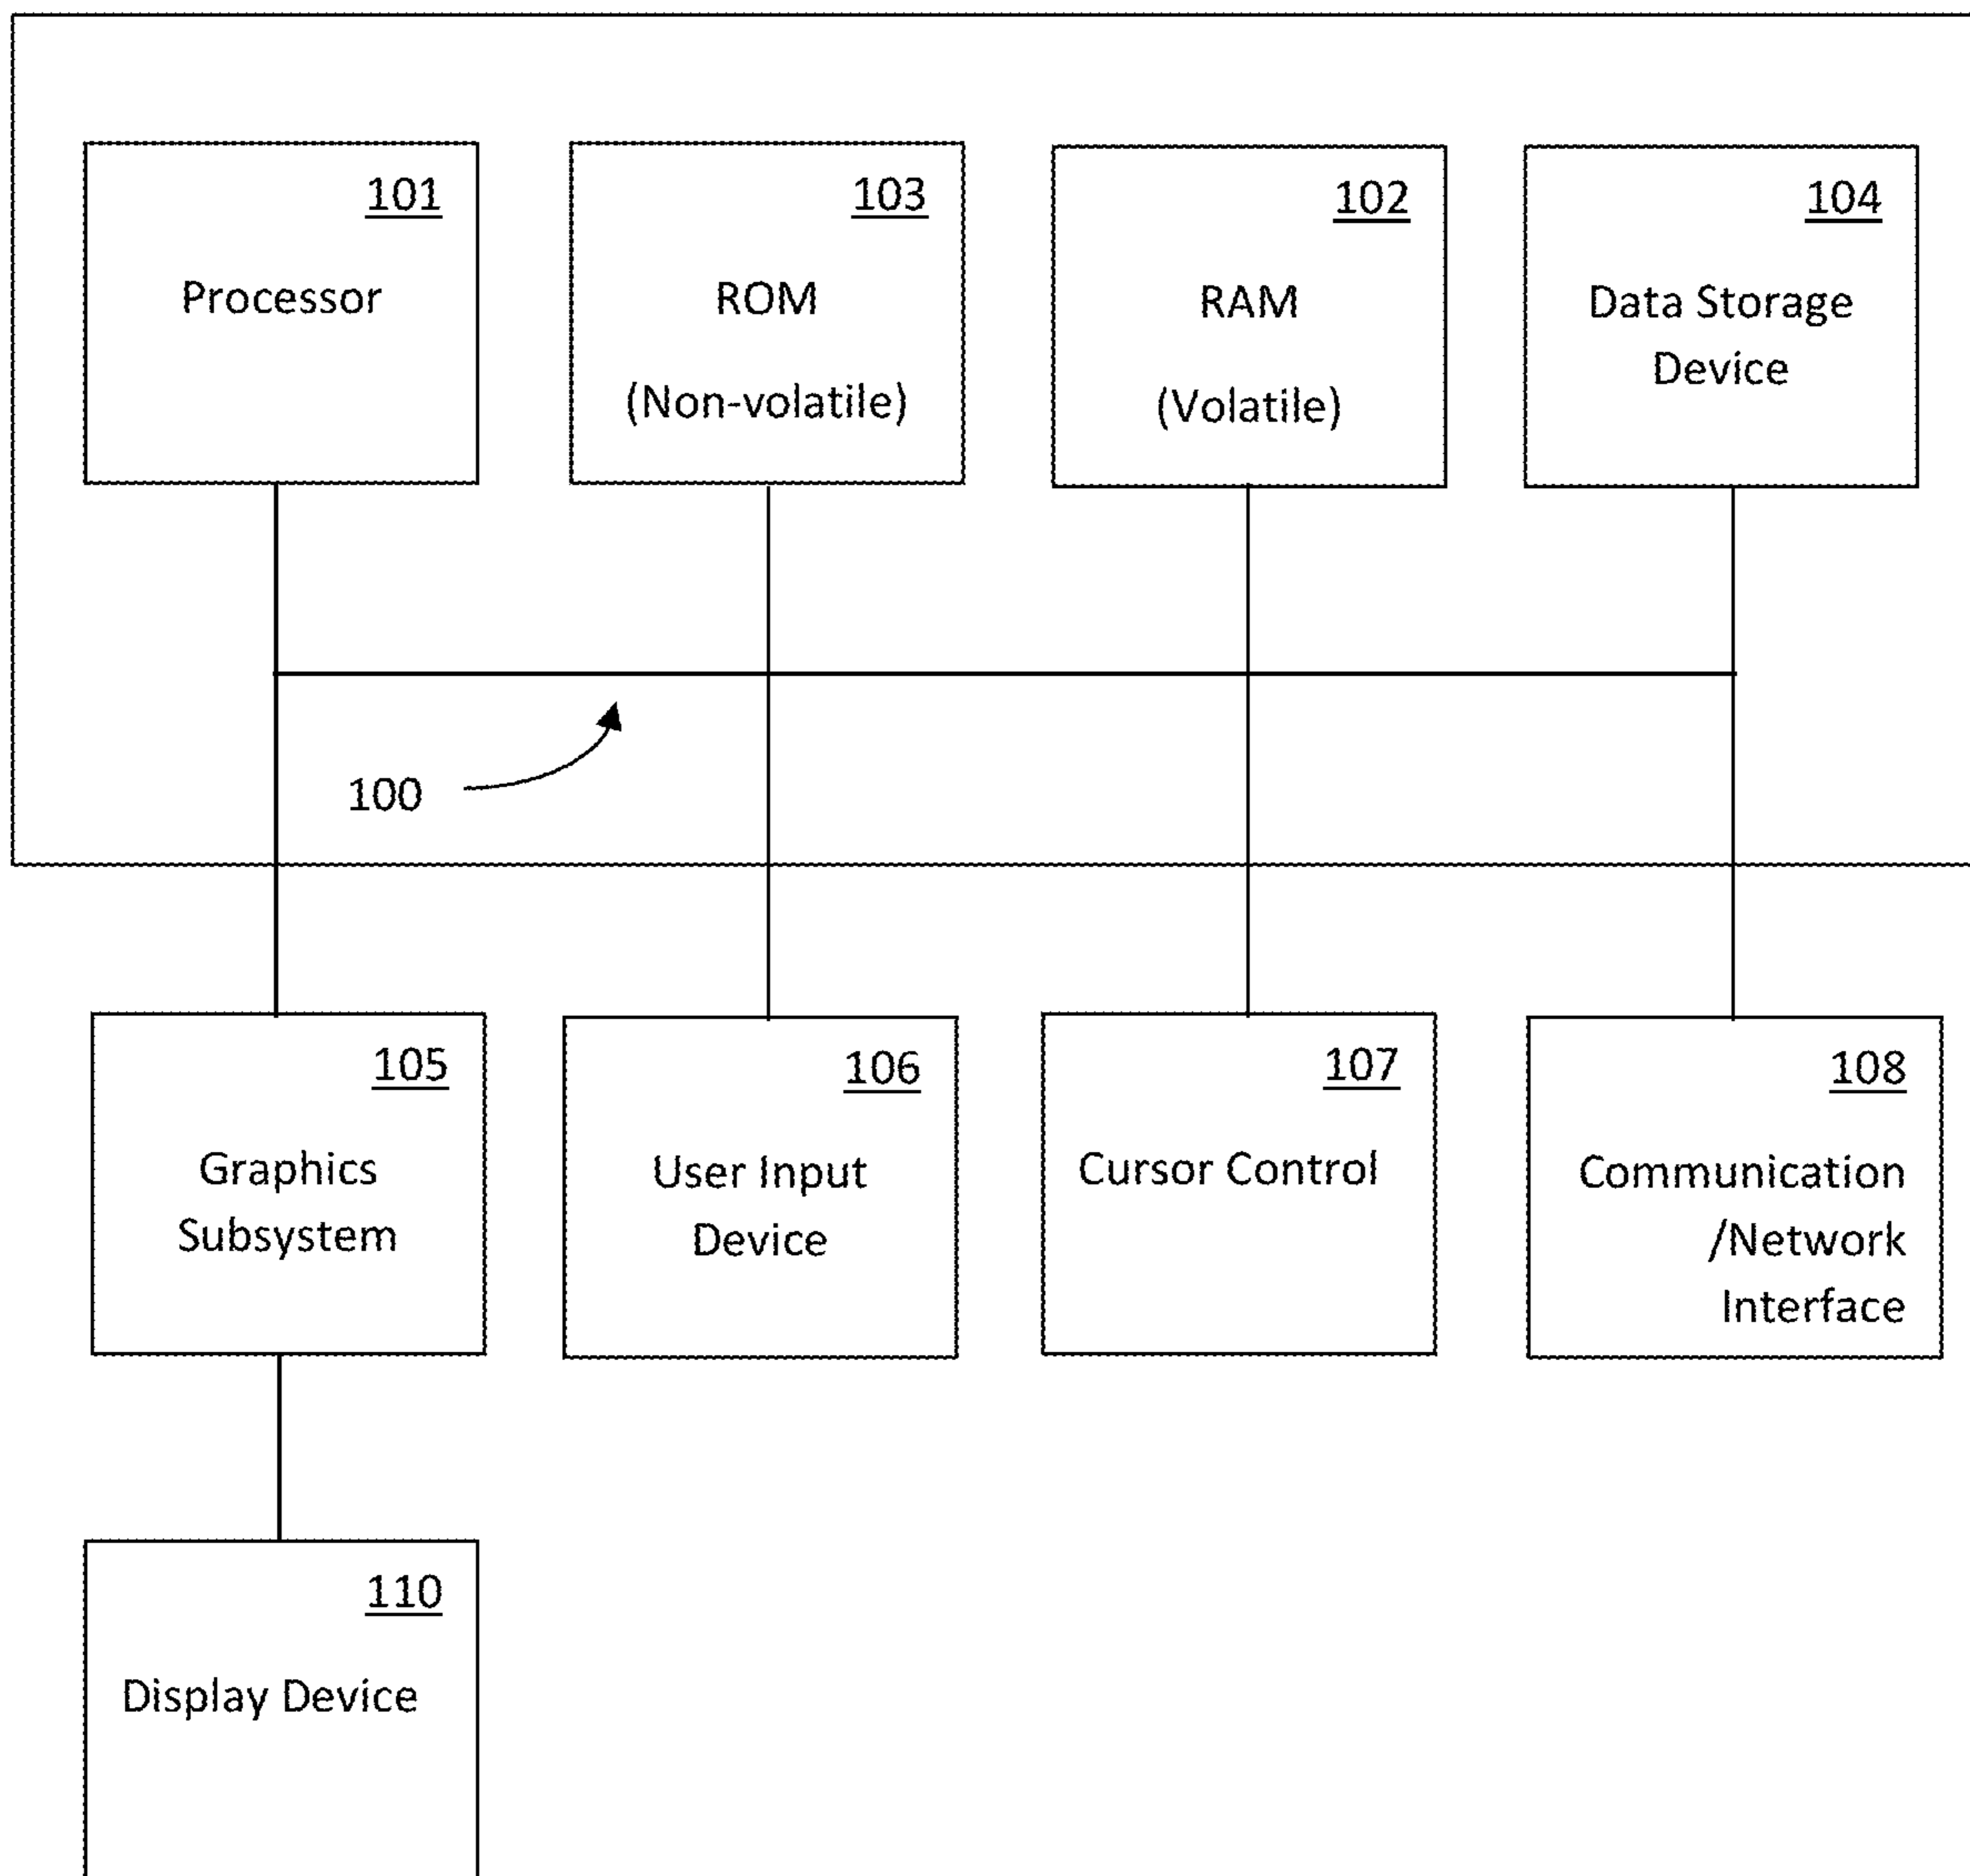 101
Processor
103
ROM
(Non-volatile)
102
RAM
(Volatile)
104
Data Storage
Device
100
105
Graphics
Subsystem
106
User Input
Device
107
Cursor Control
108
Communication
/Network
Interface
110
Display Device